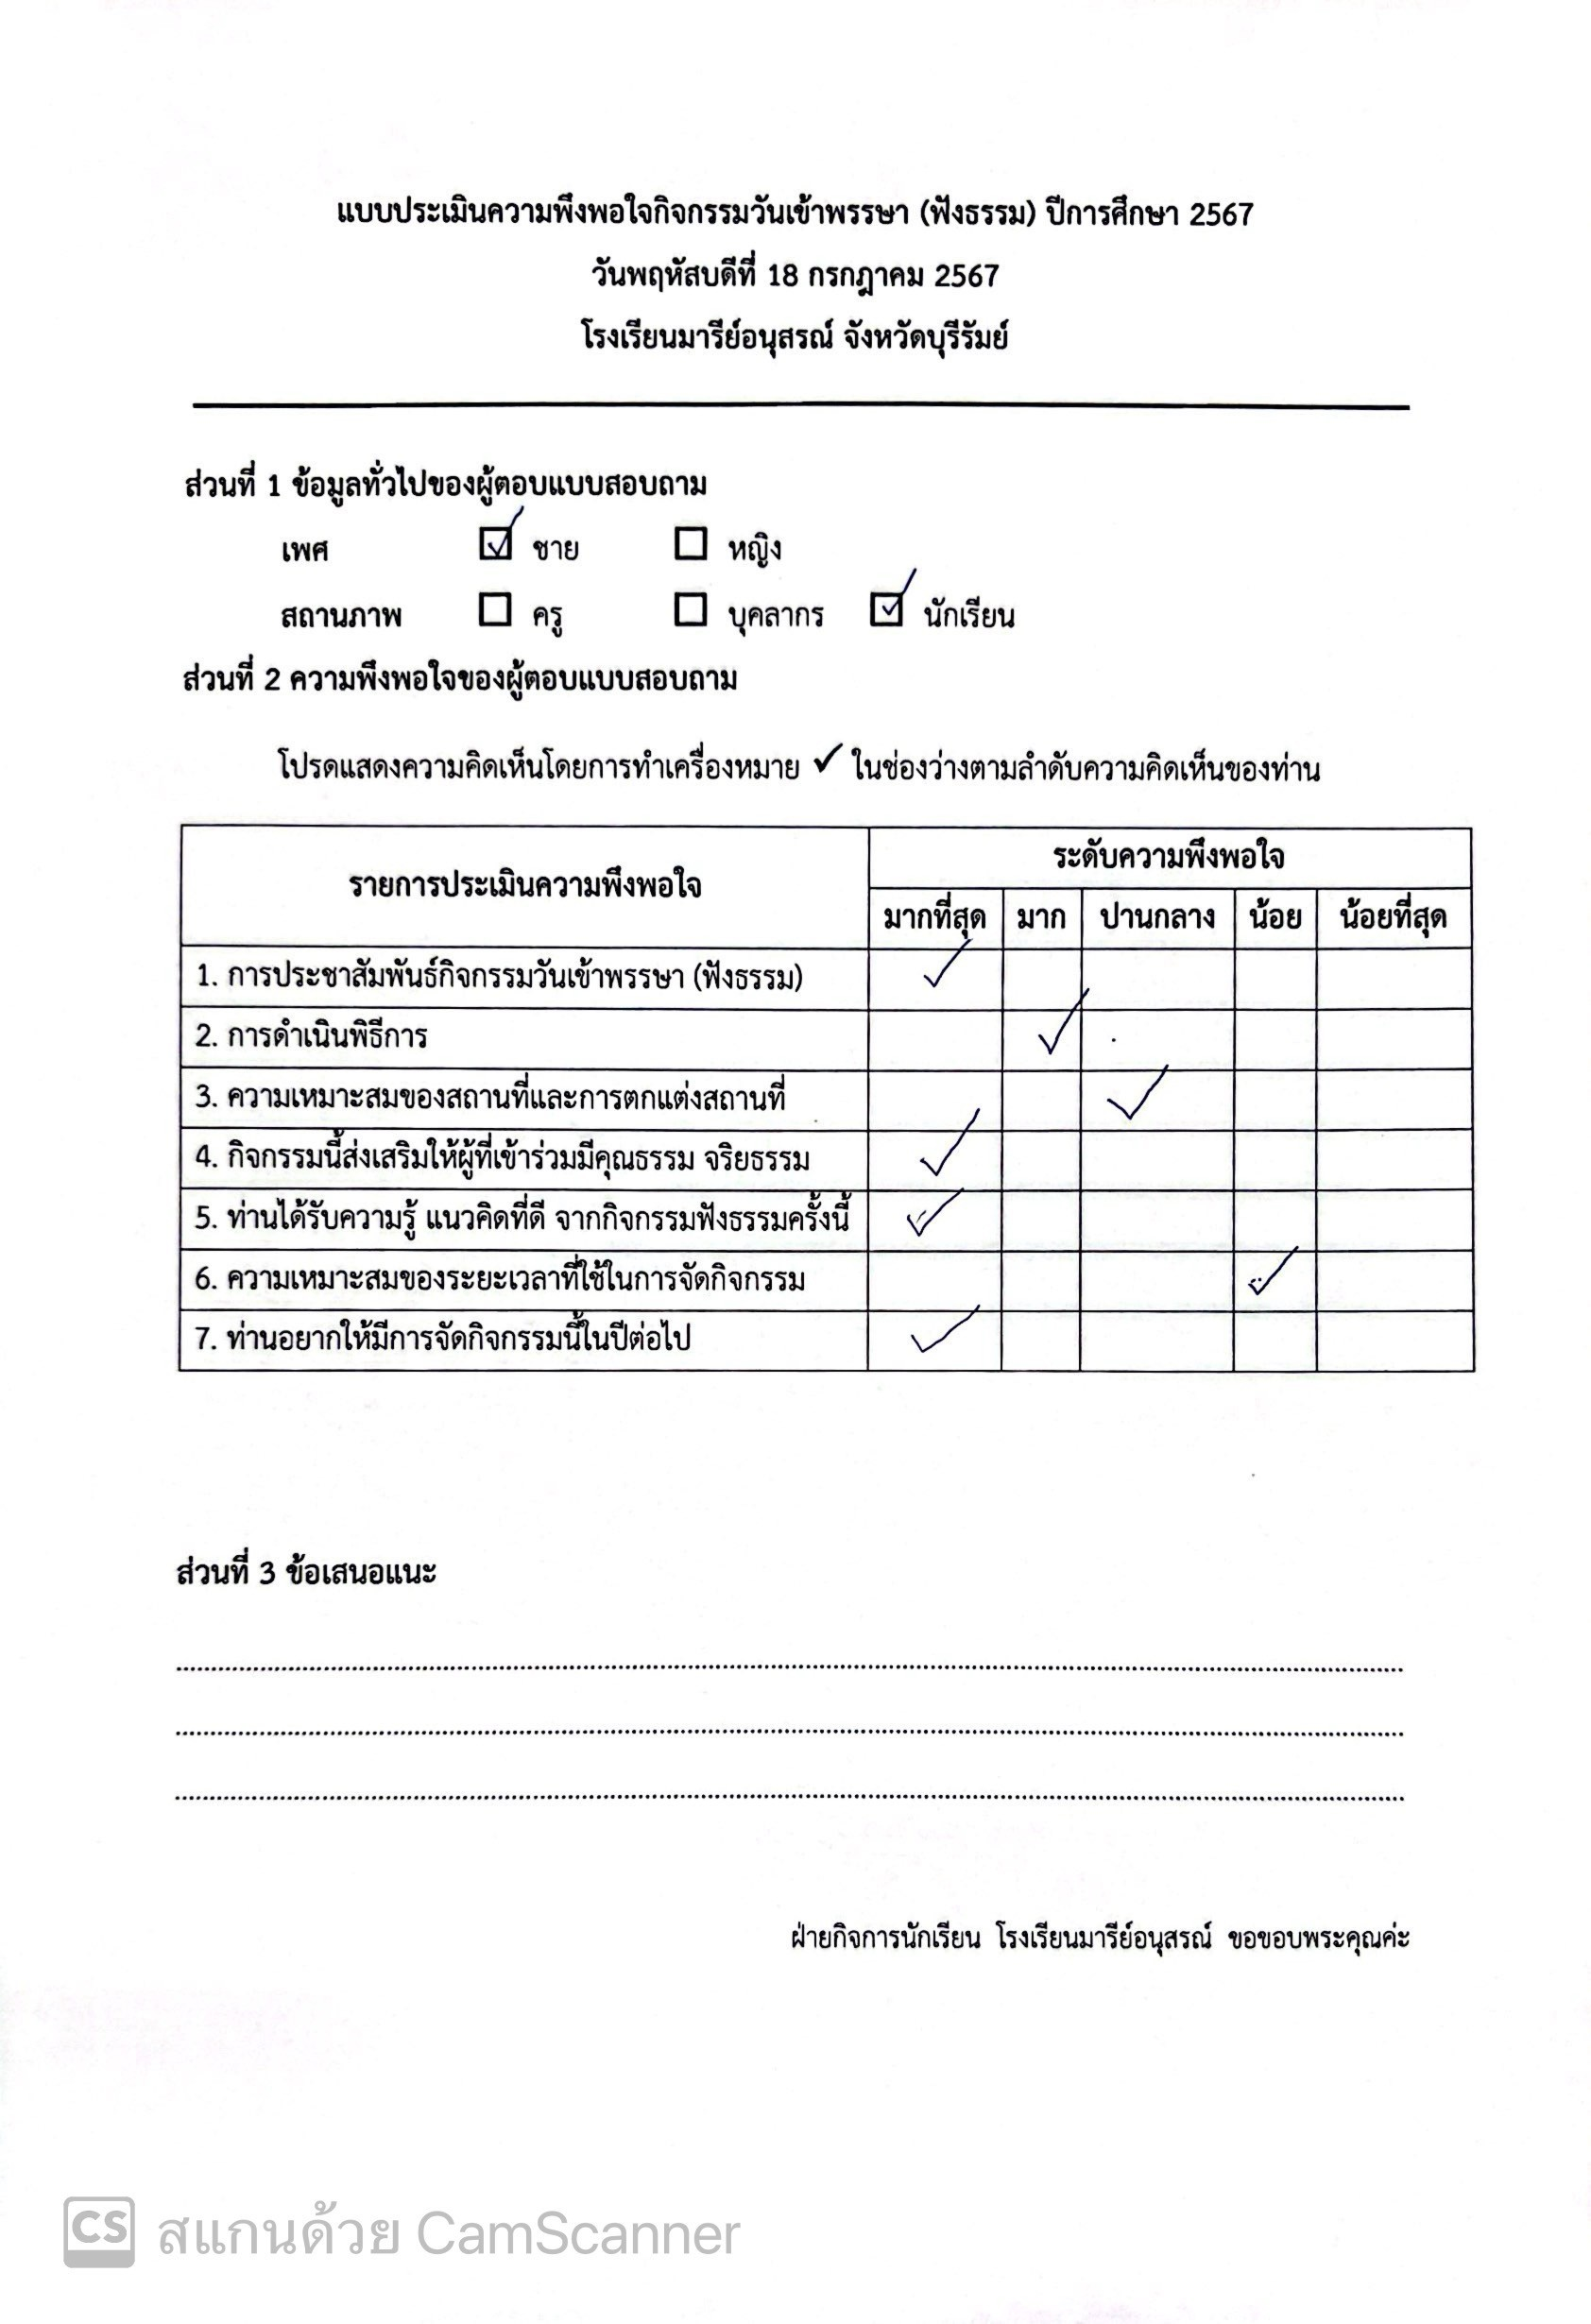 แบบประเมินความพึงพอใจกิจกรรมวันเข้าพรรษา (ฟังธรรม) ปีการศึกษา 2567
วันพฤหัสบดีที่ 18 กรกฎาคม 2567
โรงเรียนมารีย์อนุสรณ์ จังหวัดบุรีรัมย์
ส่วนที่ 1 ข้อมูลทั่วไปของผู้ตอบแบบสอบถาม
เพศ ☑ ชาย ☐ หญิง
สถานภาพ ☐ ครู ☐ บุคลากร ☑ นักเรียน
ส่วนที่ 2 ความพึงพอใจของผู้ตอบแบบสอบถาม
โปรดแสดงความคิดเห็นโดยการทำเครื่องหมาย ✓ ในช่องว่างตามลำดับความคิดเห็นของท่าน
รายการประเมินความพึงพอใจ ระดับความพึงพอใจ
มากที่สุด มาก ปานกลาง น้อย น้อยที่สุด
1. การประชาสัมพันธ์กิจกรรมวันเข้าพรรษา (ฟังธรรม) ✓
2. การดำเนินพิธีการ ✓
3. ความเหมาะสมของสถานที่และการตกแต่งสถานที่ ✓
4. กิจกรรมนี้ส่งเสริมให้ผู้ที่เข้าร่วมมีคุณธรรม จริยธรรม ✓
5. ท่านได้รับความรู้ แนวคิดที่ดี จากกิจกรรมฟังธรรมครั้งนี้ ✓
6. ความเหมาะสมของระยะเวลาที่ใช้ในการจัดกิจกรรม ✓
7. ท่านอยากให้มีการจัดกิจกรรมนี้ในปีต่อไป ✓
ส่วนที่ 3 ข้อเสนอแนะ
ฝ่ายกิจการนักเรียน โรงเรียนมารีย์อนุสรณ์ ขอขอบพระคุณค่ะ
CS สแกนด้วย CamScanner